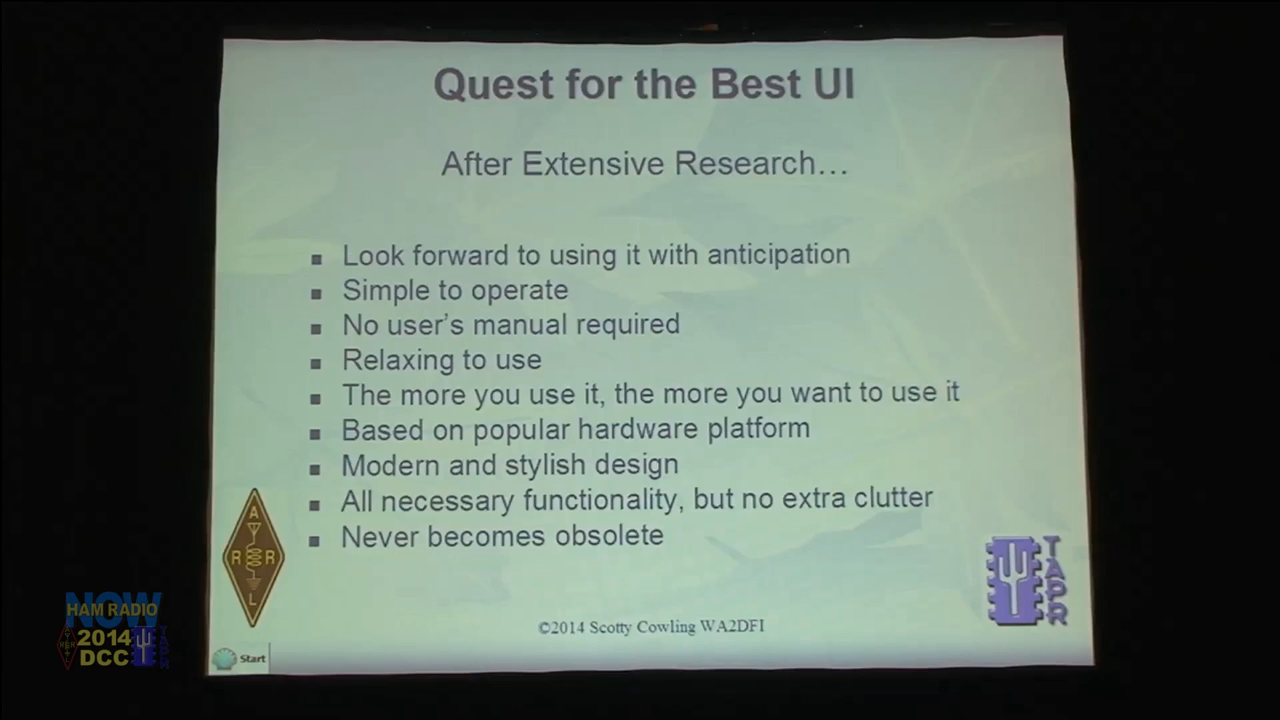 Quest for the Best UI
After Extensive Research…
Look forward to using it with anticipation
Simple to operate
No user's manual required
Relaxing to use
The more you use it, the more you want to use it
Based on popular hardware platform
Modern and stylish design
All necessary functionality, but no extra clutter
Never becomes obsolete
A
R R
L
TAPR
©2014 Scotty Cowling WA2DFI
Start
NOW
HAM RADIO
2014
DCC
TAPR